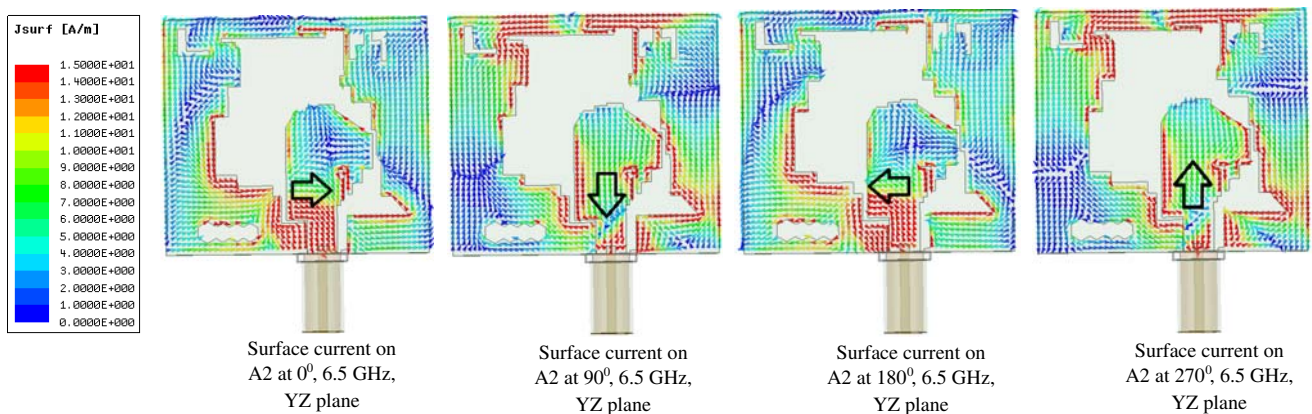 Jsurf [A/m]
1.5000E+001
1.4000E+001
1.3000E+001
1.2000E+001
1.1000E+001
1.0000E+001
9.0000E+000
8.0000E+000
7.0000E+000
6.0000E+000
5.0000E+000
4.0000E+000
3.0000E+000
2.0000E+000
1.0000E+000
0.0000E+000
Surface current on
A2 at 0⁰, 6.5 GHz,
YZ plane
Surface current on
A2 at 90⁰, 6.5 GHz,
YZ plane
Surface current on
A2 at 180⁰, 6.5 GHz,
YZ plane
Surface current on
A2 at 270⁰, 6.5 GHz,
YZ plane